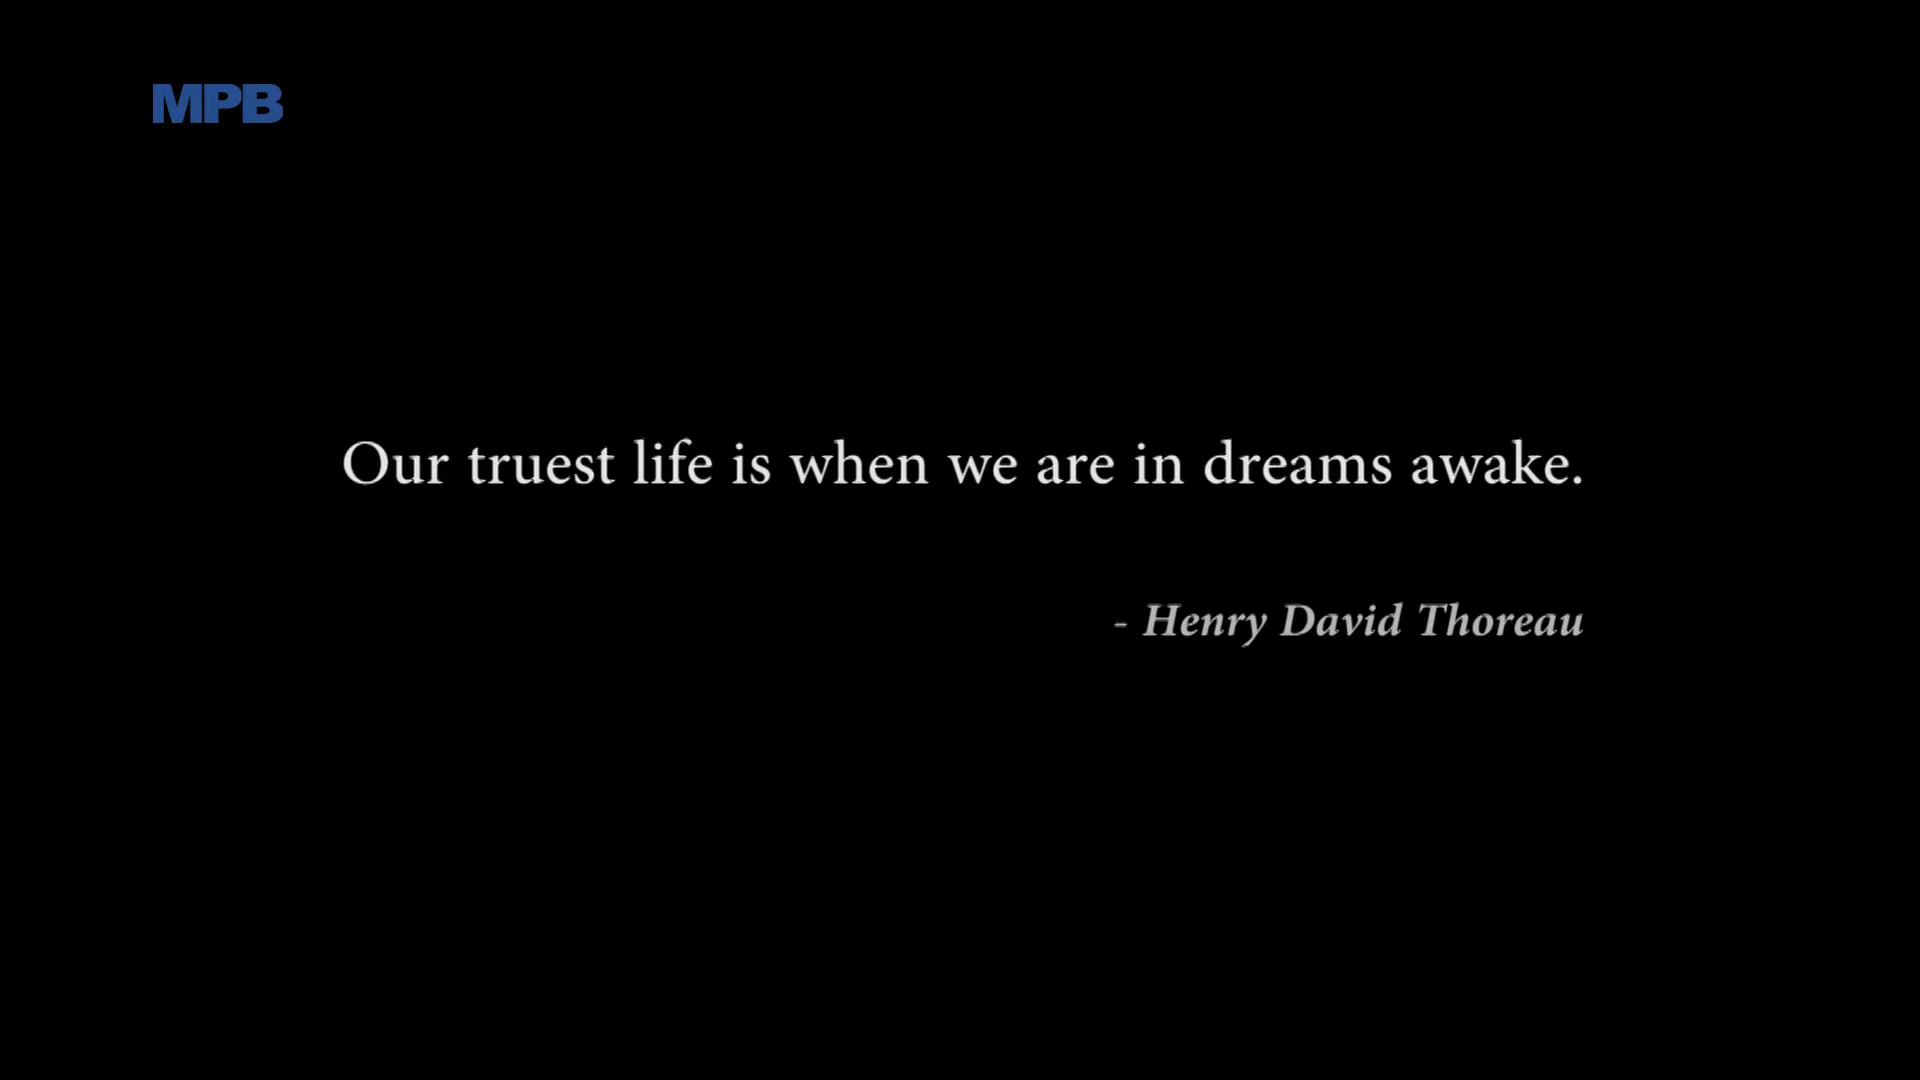 MPB
Our truest life is when we are in dreams awake.
- Henry David Thoreau